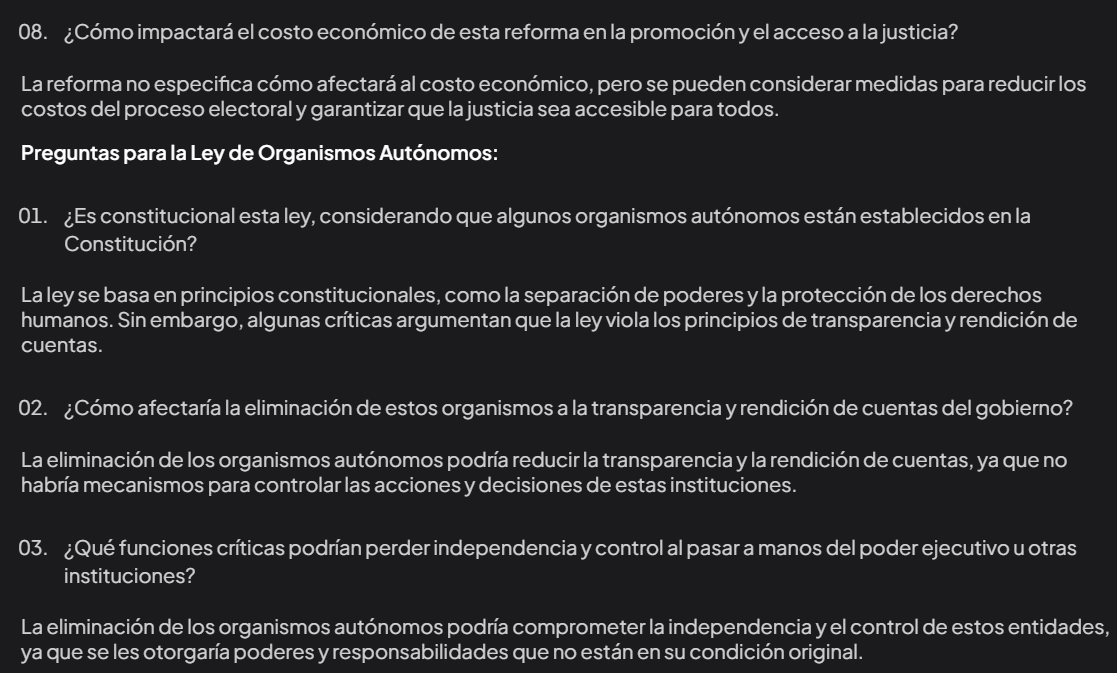 08. ¿Cómo impactará el costo económico de esta reforma en la promoción y el acceso a la justicia?
La reforma no especifica cómo afectará al costo económico, pero se pueden considerar medidas para reducir los
costos del proceso electoral y garantizar que la justicia sea accesible para todos.
Preguntas para la Ley de Organismos Autónomos:
01. ¿Es constitucional esta ley, considerando que algunos organismos autónomos están establecidos en la
Constitución?
La ley se basa en principios constitucionales, como la separación de poderes y la protección de los derechos
humanos. Sin embargo, algunas críticas argumentan que la ley viola los principios de transparencia y rendición de
cuentas.
02. ¿Cómo afectaría la eliminación de estos organismos a la transparencia y rendición de cuentas del gobierno?
La eliminación de los organismos autónomos podría reducir la transparencia y la rendición de cuentas, ya que no
habría mecanismos para controlar las acciones y decisiones de estas instituciones.
03. ¿Qué funciones críticas podrían perder independencia y control al pasar a manos del poder ejecutivo u otras
instituciones?
La eliminación de los organismos autónomos podría comprometer la independencia y el control de estos entidades,
ya que se les otorgaría poderes y responsabilidades que no están en su condición original.